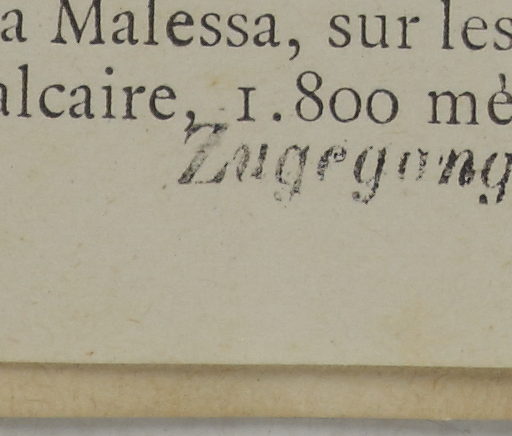 a Malessa, sur les
alcaire, 1.800 mè
Zugegang